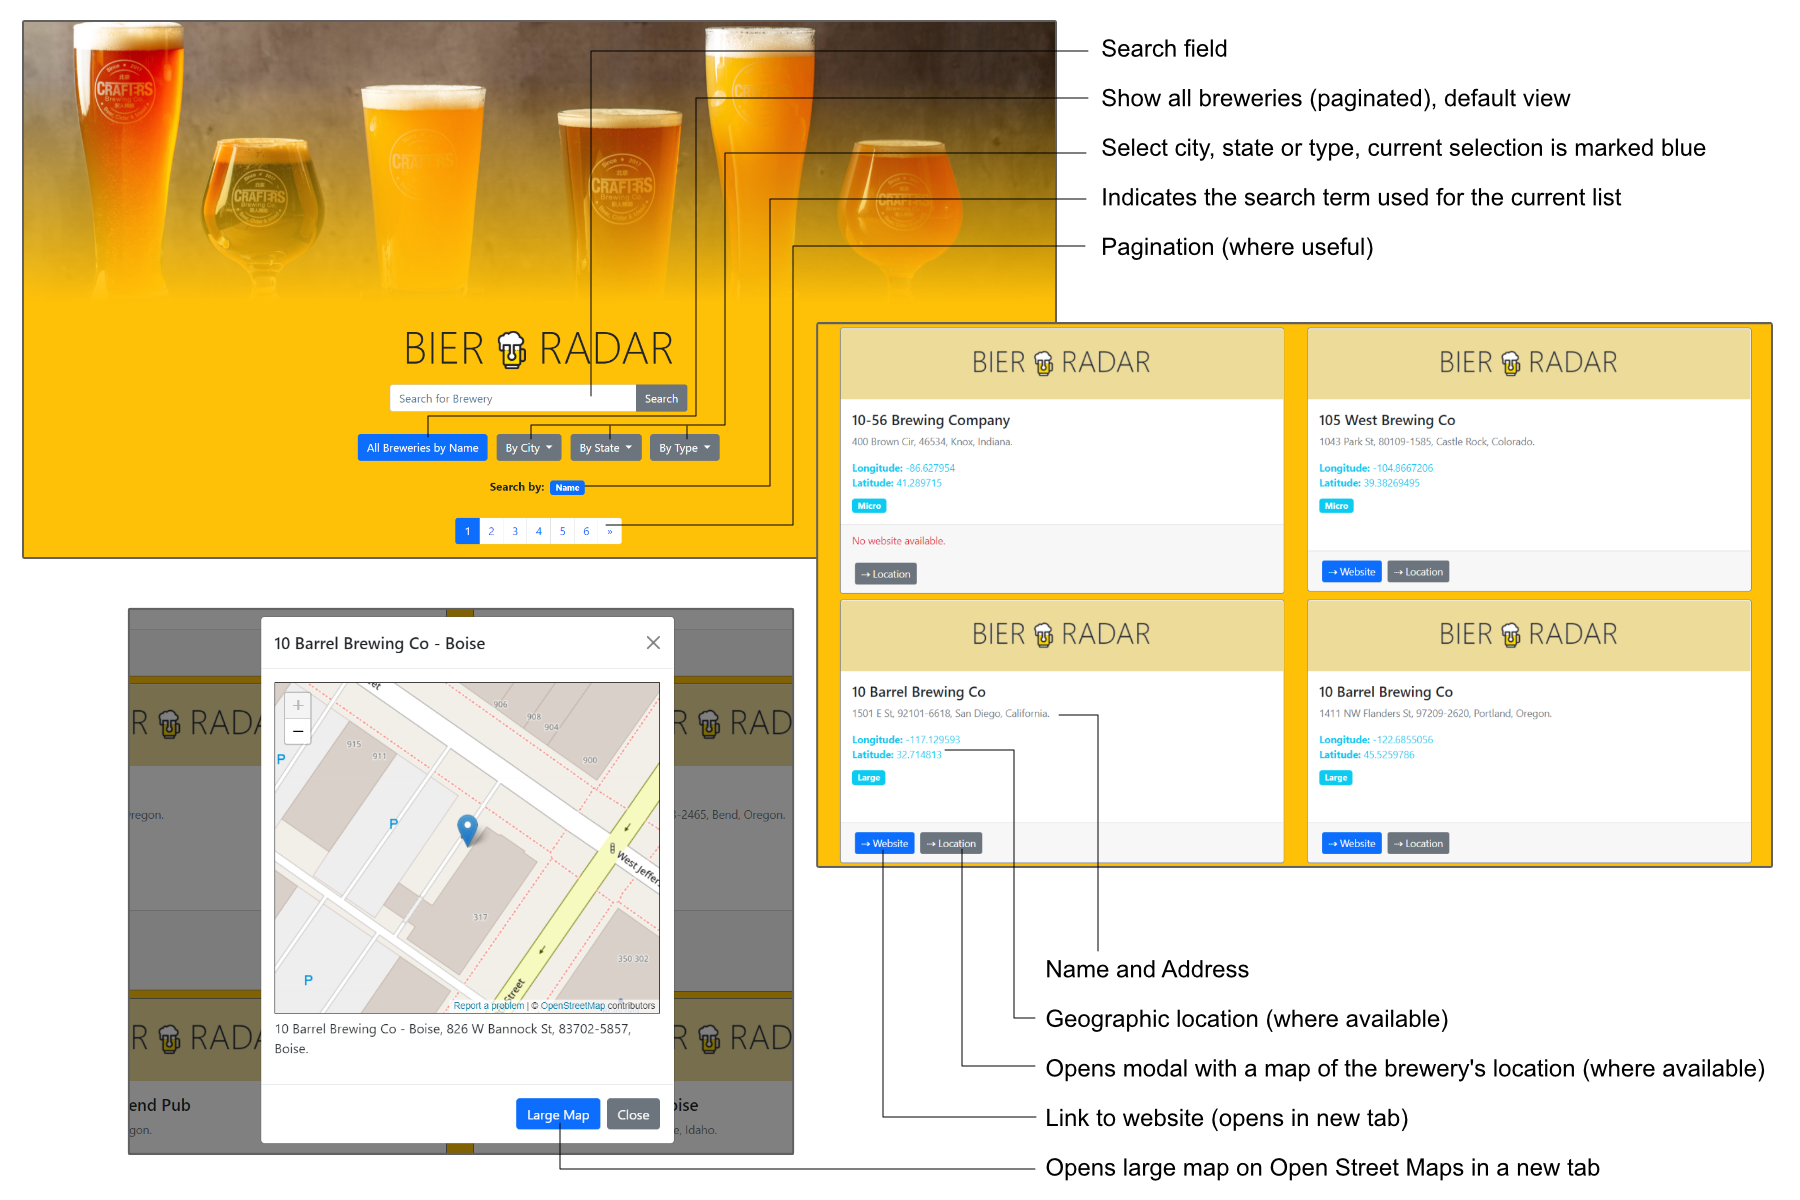 Search field
Show all breweries (paginated), default view
Select city, state or type, current selection is marked blue
Indicates the search term used for the current list
Pagination (where useful)
CRAFTERS
Brewing Co.
CRAFTERS
Brewing Co.
CRAFTERS
CRAFTERS
Brewing Co.
BIER RADAR
Search for Brewery
Search
All Breweries by Name
By City
By State
By Type
Search by: Name
1 2 3 4 5 6 »
BIER RADAR
10-56 Brewing Company
400 Brown Cir, 46534, Knox, Indiana.
Longitude: -86.627954
Latitude: 41.289715
Micro
No website available.
→ Location
BIER RADAR
105 West Brewing Co
1043 Park St, 80109-1585, Castle Rock, Colorado.
Longitude: -104.8667206
Latitude: 39.38269495
Micro
→ Website
→ Location
BIER RADAR
10 Barrel Brewing Co
1501 E St, 92101-6618, San Diego, California.
Longitude: -117.129593
Latitude: 32.714813
Large
→ Website
→ Location
BIER RADAR
10 Barrel Brewing Co
1411 NW Flanders St, 97209-2620, Portland, Oregon.
Longitude: -122.6855056
Latitude: 45.5259786
Large
→ Website
→ Location
10 Barrel Brewing Co - Boise
+
−
906
908
904
915
911
900
P
P
317
West Jeffer
350 302
P
Street
Report a problem | © OpenStreetMap contributors
10 Barrel Brewing Co - Boise, 826 W Bannock St, 83702-5857,
Boise.
Large Map
Close
R RADA
RAD
regon.
-2465, Bend, Oregon.
R RADA
RAD
end Pub
gon.
oise
e, Idaho.
Name and Address
Geographic location (where available)
Opens modal with a map of the brewery's location (where available)
Link to website (opens in new tab)
Opens large map on Open Street Maps in a new tab